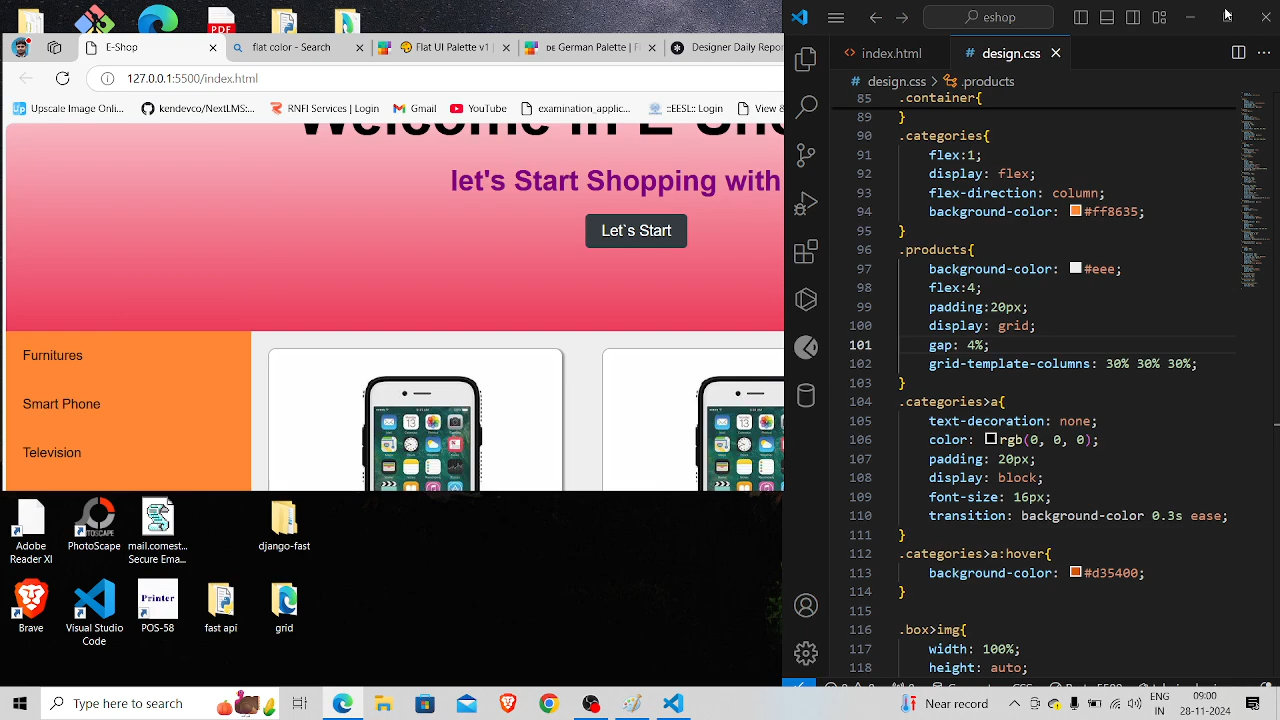 PDF
E-Shop
flat color - Search
Flat UI Palette v1 |
DE German Palette | Fl
Designer Daily Repor
127.0.0.1:5500/index.html
Upscale Image Onli...
kendevco/NextMS...
RNFI Services | Login
Gmail
YouTube
examination_applic...
::EESL:: Login
View &
Welcome In E-Sho
let's Start Shopping with
Let`s Start
Furnitures
Smart Phone
Television
Adobe
Reader XI
PhotoScape
mail.comest...
Secure Ema...
django-fast
Printer
Brave
Visual Studio
Code
POS-58
fast api
grid
eshop
index.html
# design.css
# design.css > .products
85 .container{
89 }
90 .categories{
91 flex:1;
92 display: flex;
93 flex-direction: column;
94 background-color: #ff8635;
95 }
96 .products{
97 background-color: #eee;
98 flex:4;
99 padding:20px;
100 display: grid;
101 gap: 4%;
102 grid-template-columns: 30% 30% 30%;
103 }
104 .categories>a{
105 text-decoration: none;
106 color: rgb(0, 0, 0);
107 padding: 20px;
108 display: block;
109 font-size: 16px;
110 transition: background-color 0.3s ease;
111 }
112 .categories>a:hover{
113 background-color: #d35400;
114 }
115
116 .box>img{
117 width: 100%;
118 height: auto;
Type here to search
Near record
ENG
IN
09:00
28-11-2024